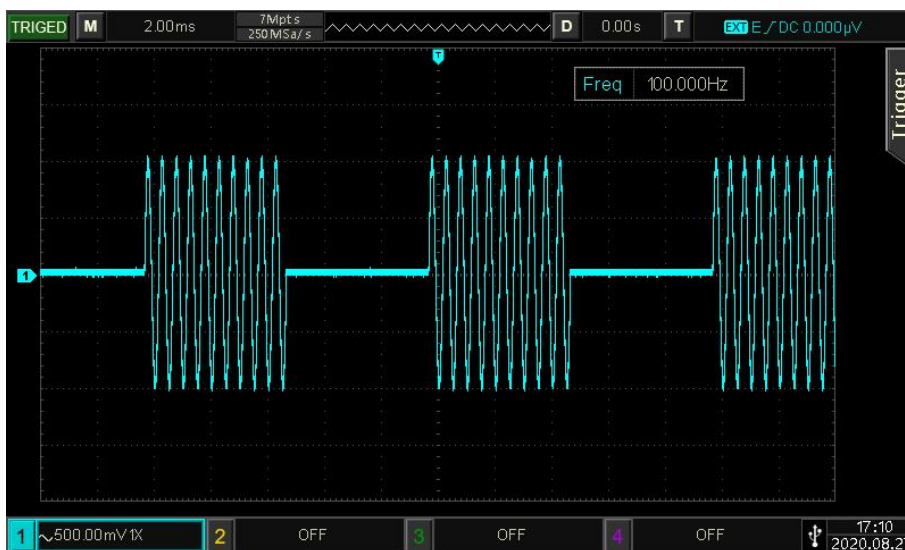 TRIGED M 2.00ms 7Mpts D 0.00s T EXT E DC 0.000µV
250MSa/s
T
Freq 100.000Hz
Trigger
1
1 500.00mV 1X 2 OFF 3 OFF 4 OFF 17:10
2020.08.2